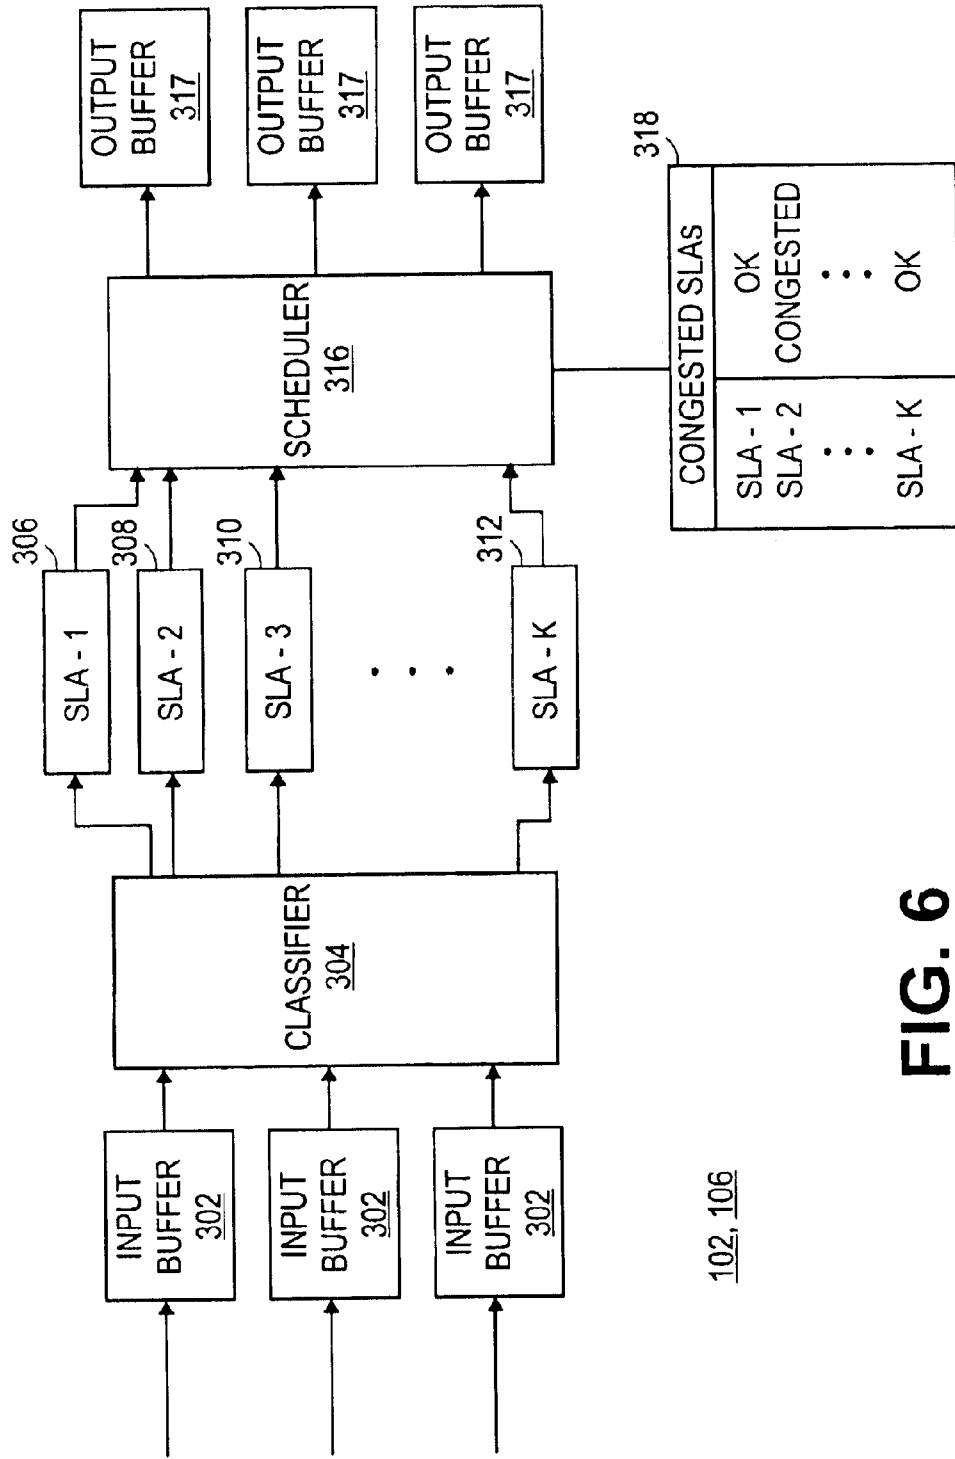 INPUT
BUFFER
302
INPUT
BUFFER
302
INPUT
BUFFER
302
CLASSIFIER
304
306
SLA - 1
308
SLA - 2
310
SLA - 3
312
SLA - K
SCHEDULER
316
OUTPUT
BUFFER
317
OUTPUT
BUFFER
317
OUTPUT
BUFFER
317
318
CONGESTED SLAs
SLA - 1 OK
SLA - 2 CONGESTED
SLA - K OK
102, 106
FIG. 6